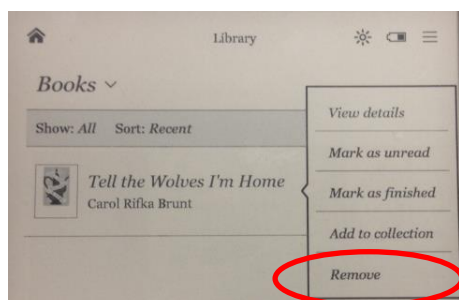 Library
Books
Show: All Sort: Recent
Tell the Wolves I'm Home
Carol Rifka Brunt
View details
Mark as unread
Mark as finished
Add to collection
Remove